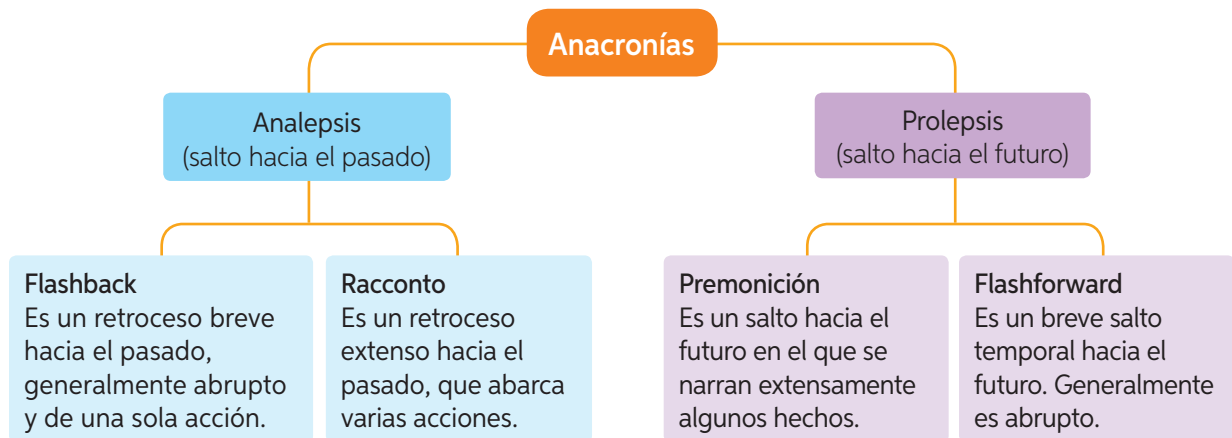 Anacronías
Analepsis
(salto hacia el pasado)
Prolepsis
(salto hacia el futuro)
Flashback
Es un retroceso breve
hacia el pasado,
generalmente abrupto
y de una sola acción.
Racconto
Es un retroceso
extenso hacia el
pasado, que abarca
varias acciones.
Premonición
Es un salto hacia el
futuro en el que se
narran extensamente
algunos hechos.
Flashforward
Es un breve salto
temporal hacia el
futuro. Generalmente
es abrupto.